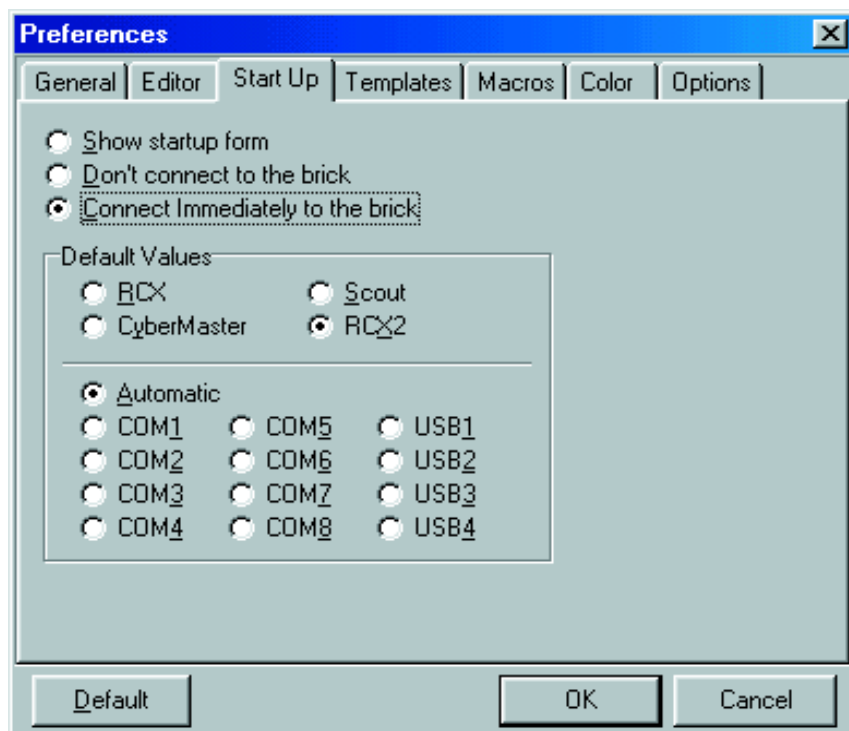 Preferences
General Editor Start Up Templates Macros Color Options
Show startup form
Don't connect to the brick
Connect Immediately to the brick
Default Values
RCX Scout
CyberMaster RCX2
Automatic
COM1 COM5 USB1
COM2 COM6 USB2
COM3 COM7 USB3
COM4 COM8 USB4
Default OK Cancel